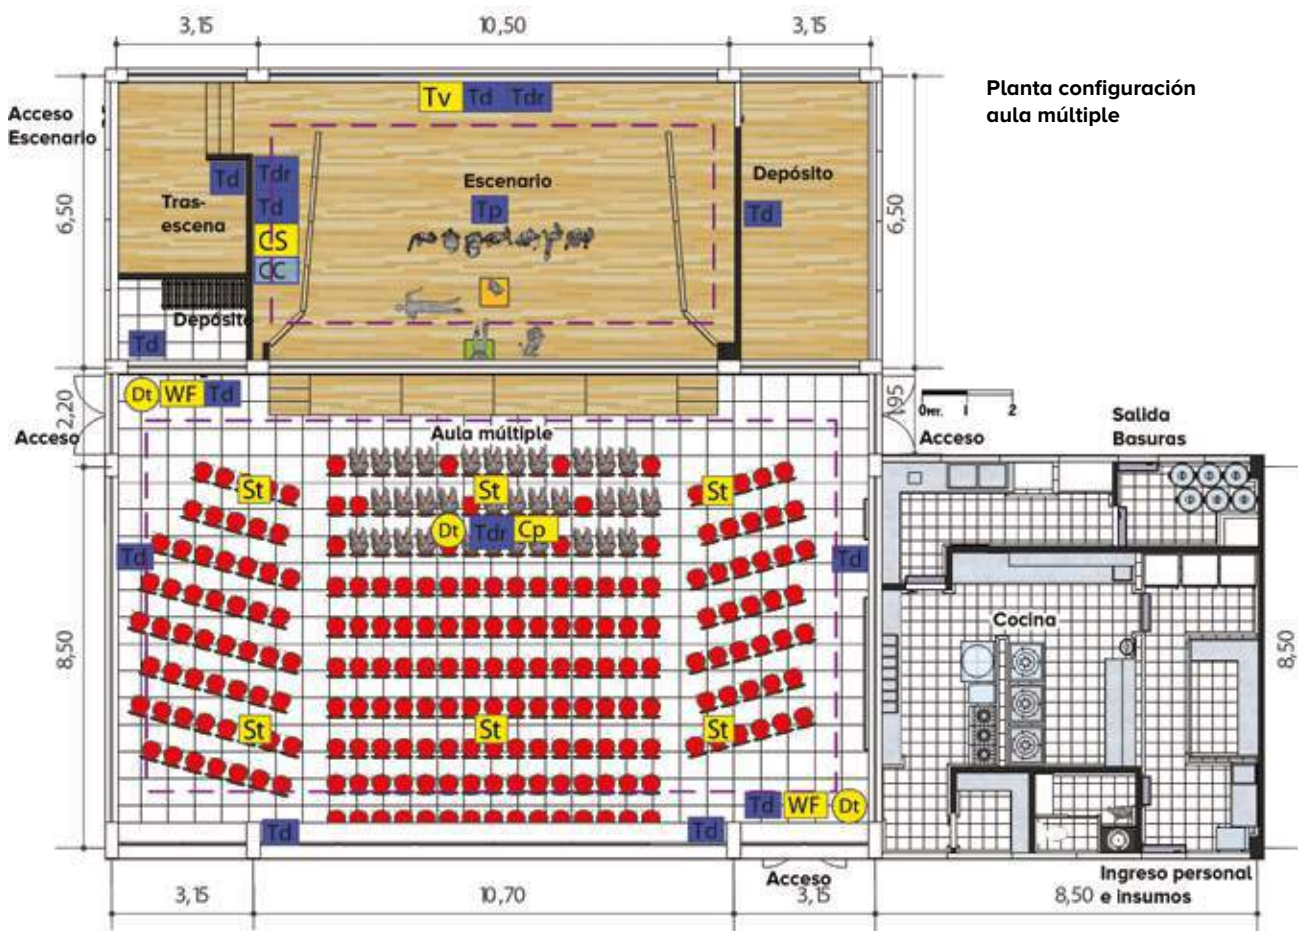 3,15
10,50
3,15
Planta configuración
aula múltiple
Acceso
Escenario
Tv
Td
Tdr
Td
Tdr
Escenario
Depósito
6,50
Tras-
escena
Td
Tp
Td
6,50
CS
CC
Depósito
Td
Dt
WF
Td
2,20
1,95
0Mr.
1
2
Salida
Basuras
Acceso
Aula múltiple
Acceso
St
St
St
Dt
Tdr
Cp
Td
Td
8,50
Cocina
8,50
St
St
St
Td
WF
Dt
Td
Td
Acceso
Ingreso personal
e insumos
3,15
10,70
3,15
8,50